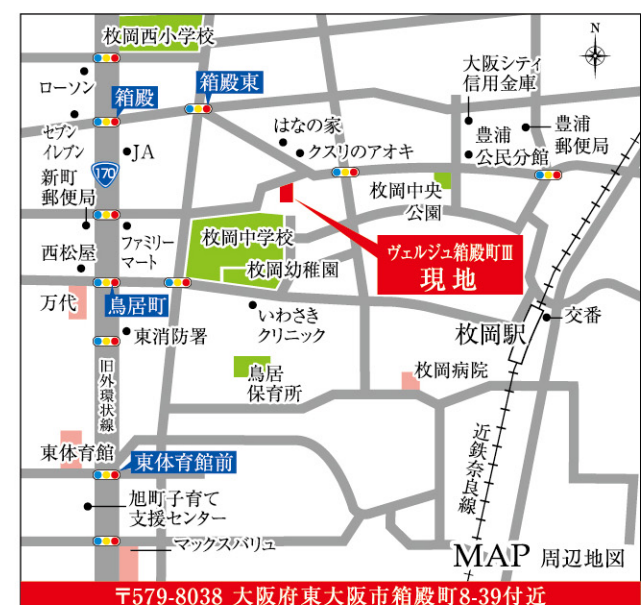 枚岡西小学校
N
ローソン
箱殿
箱殿東
大阪シティ
信用金庫
セブン
イレブン
JA
はなの家
クスリのアオキ
豊浦
公民分館
豊浦
郵便局
170
新町
郵便局
枚岡中央
公園
西松屋
ファミリー
マート
枚岡中学校
枚岡幼稚園
ヴェルジュ箱殿町Ⅲ
現地
万代
鳥居町
いわさき
クリニック
交番
東消防署
枚岡駅
旧外環状線
鳥居
保育所
枚岡病院
近鉄奈良線
東体育館
東体育館前
旭町子育て
支援センター
マックスバリュ
MAP 周辺地図
〒579-8038 大阪府東大阪市箱殿町8-39付近